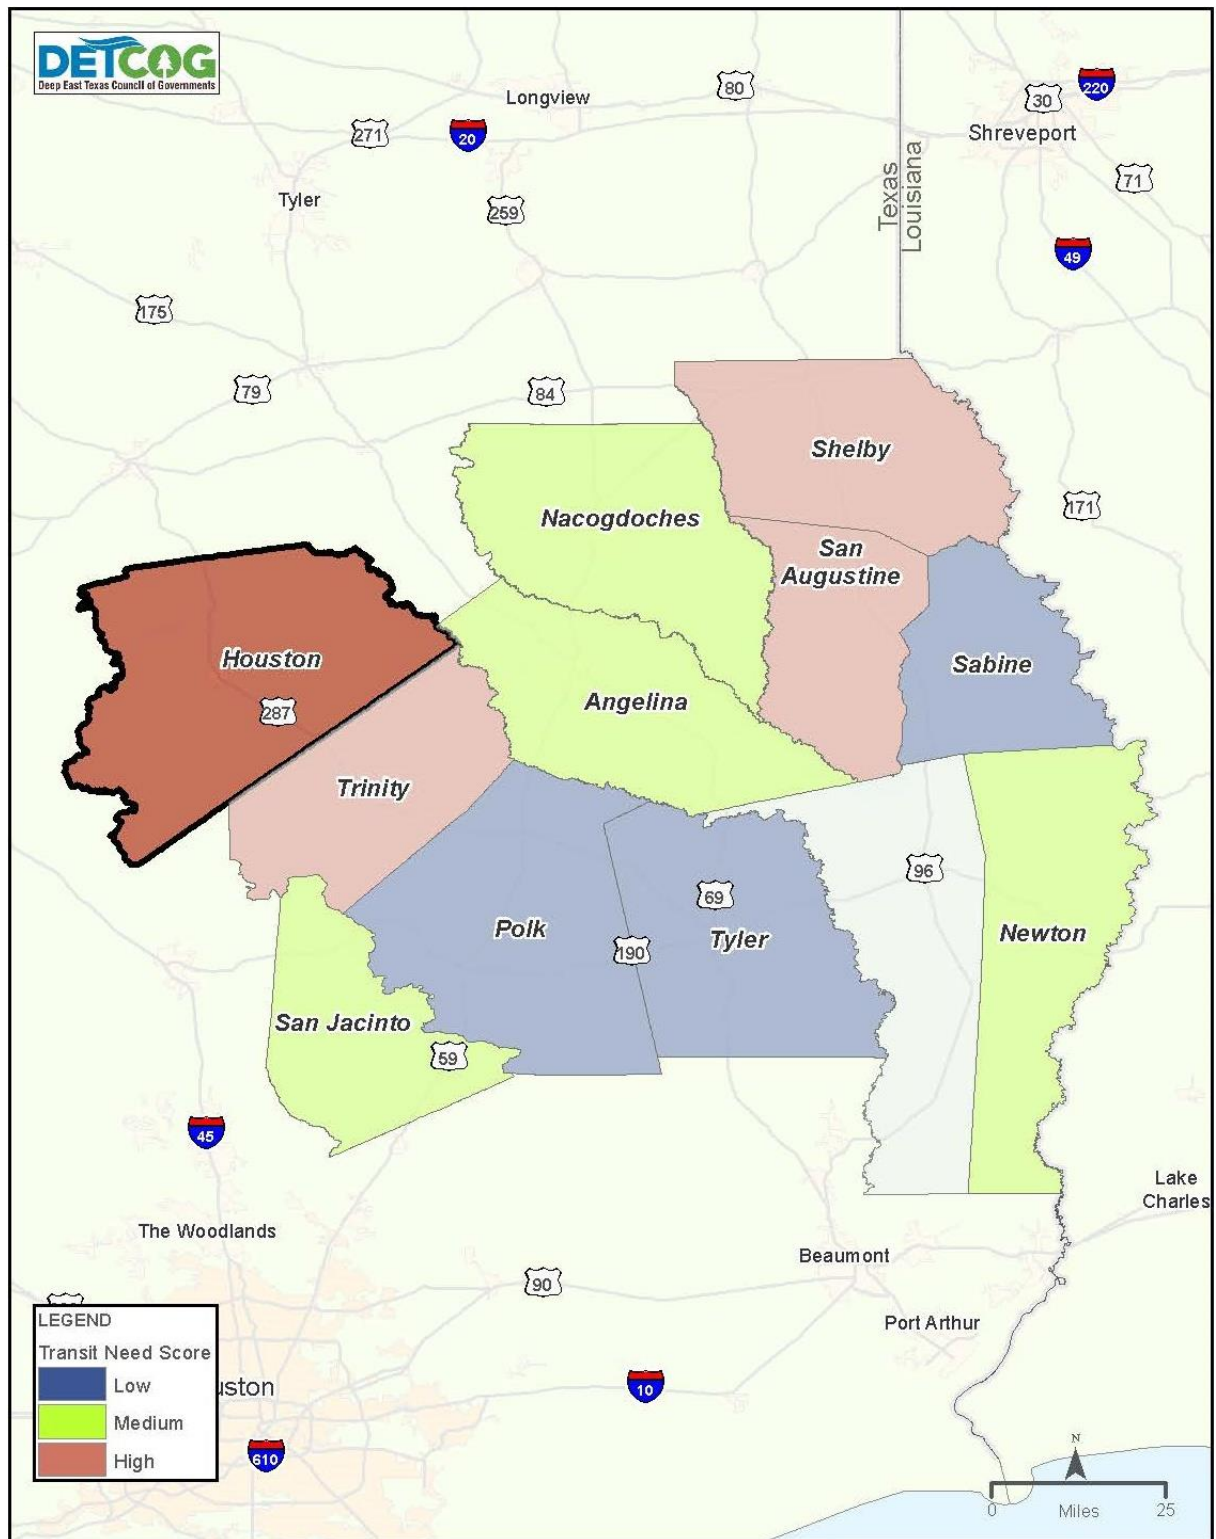 DETCOG
Deep East Texas Council of Governments
Longview
80
30
220
271
20
Shreveport
Tyler
259
Texas
Louisiana
71
49
175
79
84
Shelby
171
Nacogdoches
San
Augustine
Houston
Sabine
287
Angelina
Trinity
96
69
Polk
190
Tyler
Newton
San Jacinto
59
45
Lake
Charles
The Woodlands
Beaumont
90
Port Arthur
LEGEND
Transit Need Score
Low
Medium
High
uston
10
610
N
0 Miles 25